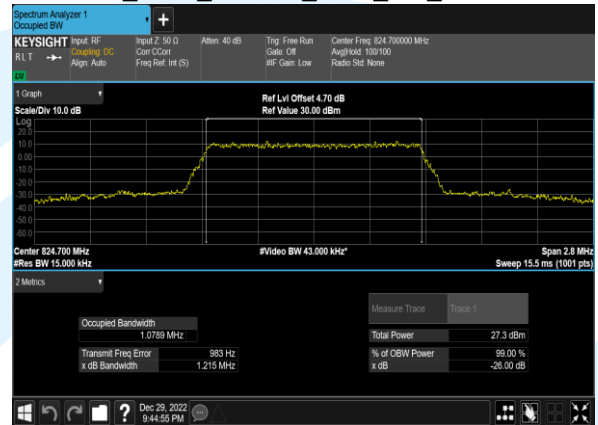 Spectrum Analyzer 1
Occupied BW
+
KEYSIGHT Input: RF Input Z: 50 Ω Atten: 40 dB Trig: Free Run Center Freq: 824.700000 MHz
RLT Coupling: DC Corr CCorr Gate: Off Avg|Hold: 100/100
Align: Auto Freq Ref: Int (S) #IF Gain: Low Radio Std: None
1 Graph
Ref Lvl Offset 4.70 dB
Scale/Div 10.0 dB Ref Value 30.00 dBm
Log
20.0
10.0
0.00
-10.0
-20.0
-30.0
-40.0
-50.0
-60.0
Center 824.700 MHz #Video BW 43.000 kHz* Span 2.8 MHz
#Res BW 15.000 kHz Sweep 15.5 ms (1001 pts)
2 Metrics
Measure Trace Trace 1
Occupied Bandwidth
1.0789 MHz Total Power 27.3 dBm
Transmit Freq Error 983 Hz % of OBW Power 99.00 %
x dB Bandwidth 1.215 MHz x dB -26.00 dB
? Dec 29, 2022
9:44:55 PM